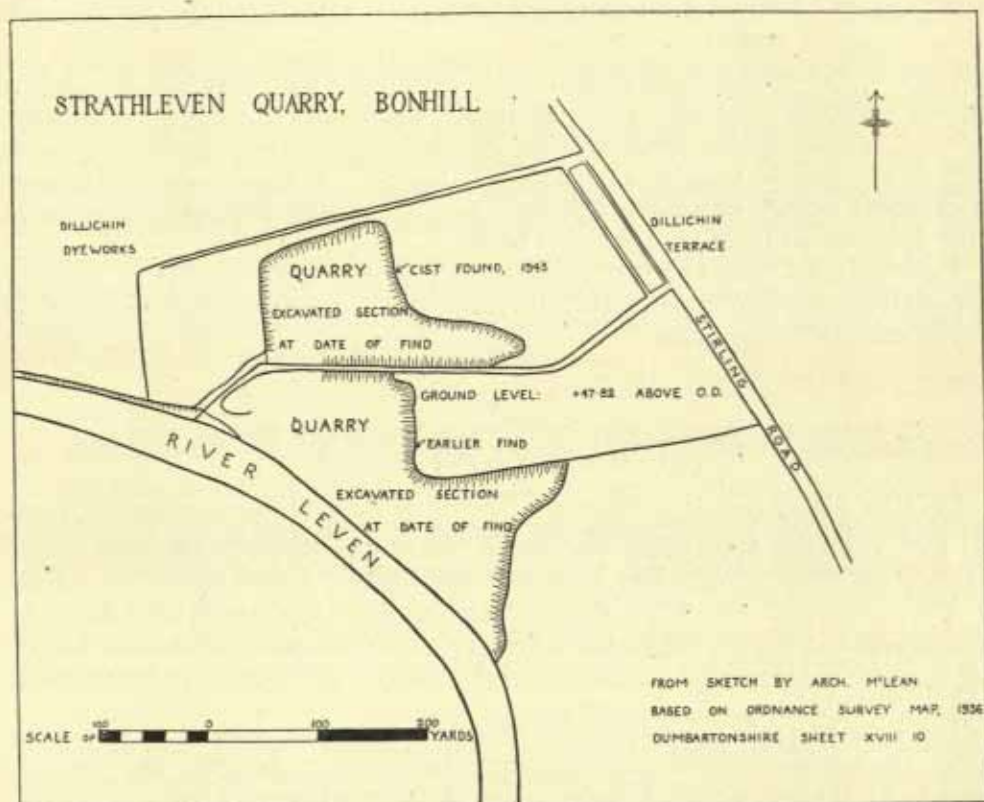 STRATHLEVEN QUARRY, BONHILL
DILLICHIN
DYEWORKS
DILLICHIN
TERRACE
QUARRY
CIST FOUND, 1943
EXCAVATED SECTION
AT DATE OF FIND
STIRLING ROAD
GROUND LEVEL: +47·82 ABOVE O.D.
QUARRY
EARLIER FIND
EXCAVATED SECTION
AT DATE OF FIND
RIVER LEVEN
FROM SKETCH BY ARCH. McLEAN
BASED ON ORDNANCE SURVEY MAP, 1936
DUMBARTONSHIRE SHEET XVIII 10
100 0 100 200
SCALE OF YARDS